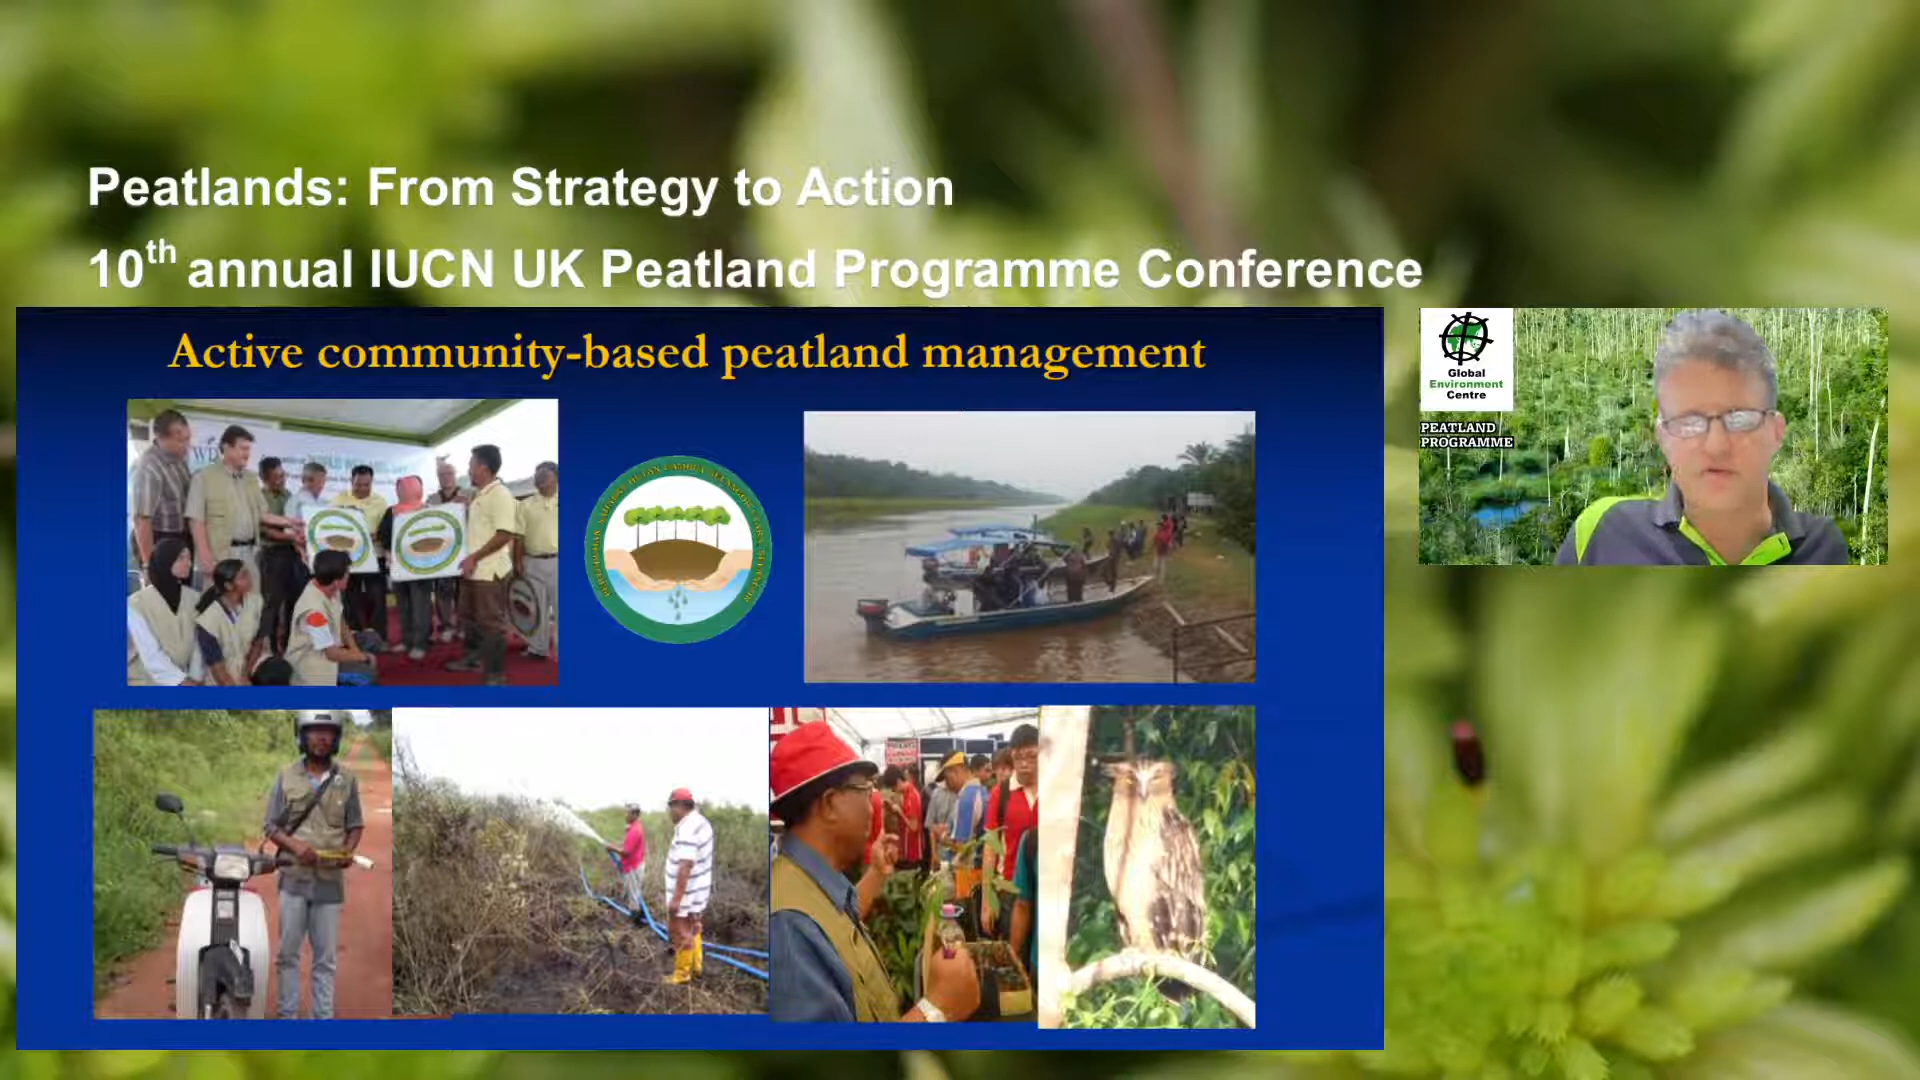 Peatlands: From Strategy to Action
10th annual IUCN UK Peatland Programme Conference
Active community-based peatland management
Global
Environment
Centre
PEATLAND
PROGRAMME